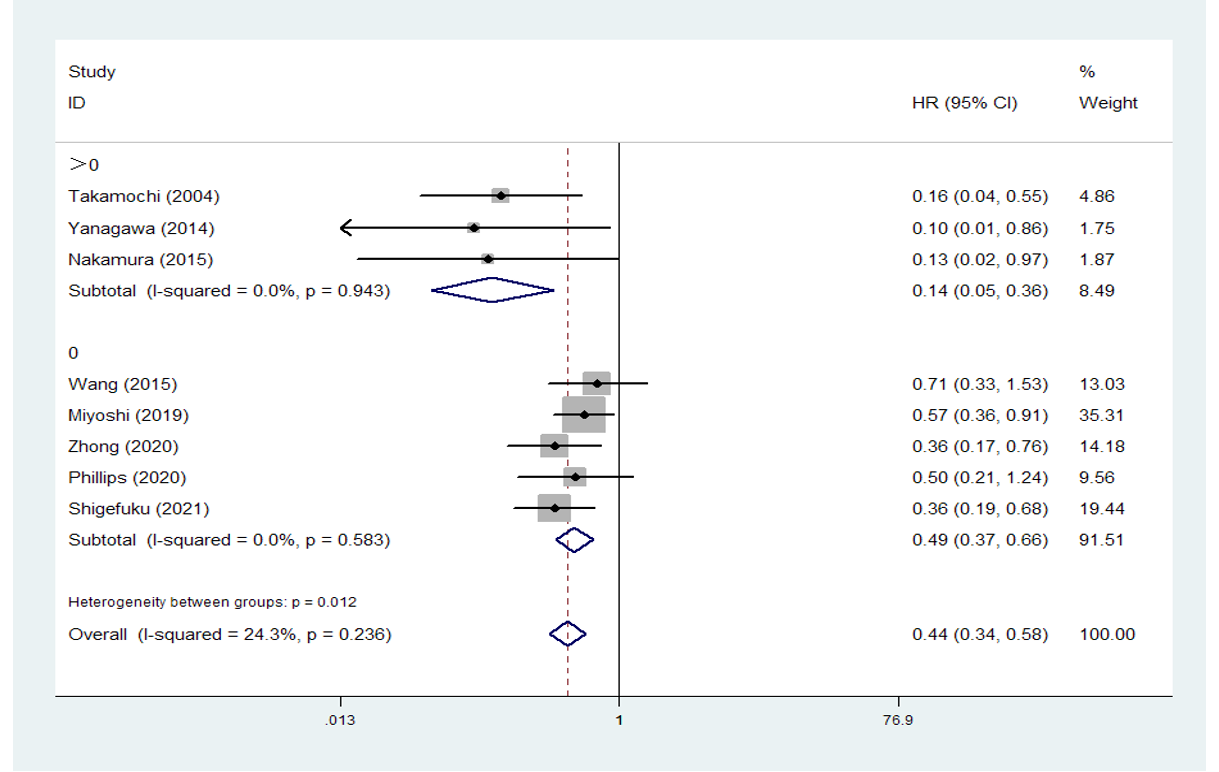 Study %
ID HR (95% CI) Weight
＞0
Takamochi (2004) 0.16 (0.04, 0.55) 4.86
Yanagawa (2014) 0.10 (0.01, 0.86) 1.75
Nakamura (2015) 0.13 (0.02, 0.97) 1.87
Subtotal (I-squared = 0.0%, p = 0.943) 0.14 (0.05, 0.36) 8.49
0
Wang (2015) 0.71 (0.33, 1.53) 13.03
Miyoshi (2019) 0.57 (0.36, 0.91) 35.31
Zhong (2020) 0.36 (0.17, 0.76) 14.18
Phillips (2020) 0.50 (0.21, 1.24) 9.56
Shigefuku (2021) 0.36 (0.19, 0.68) 19.44
Subtotal (I-squared = 0.0%, p = 0.583) 0.49 (0.37, 0.66) 91.51
Heterogeneity between groups: p = 0.012
Overall (I-squared = 24.3%, p = 0.236) 0.44 (0.34, 0.58) 100.00
.013 1 76.9